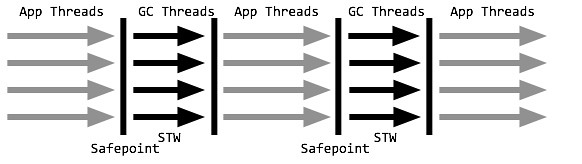 App Threads GC Threads App Threads GC Threads App Threads
STW STW
Safepoint Safepoint